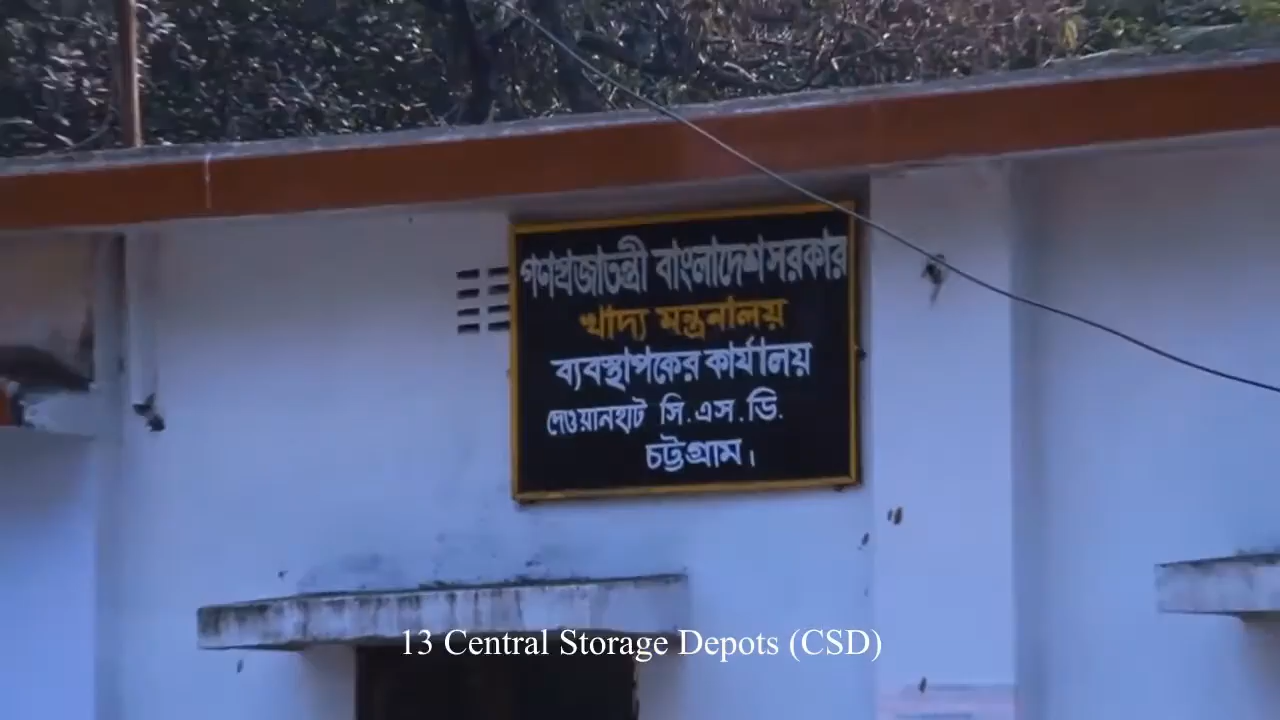 গণপ্রজাতন্ত্রী বাংলাদেশ সরকার
খাদ্য মন্ত্রনালয়
ব্যবস্থাপকের কার্যালয়
দেওয়ানহাট সি.এস.ডি.
চট্টগ্রাম।
13 Central Storage Depots (CSD)